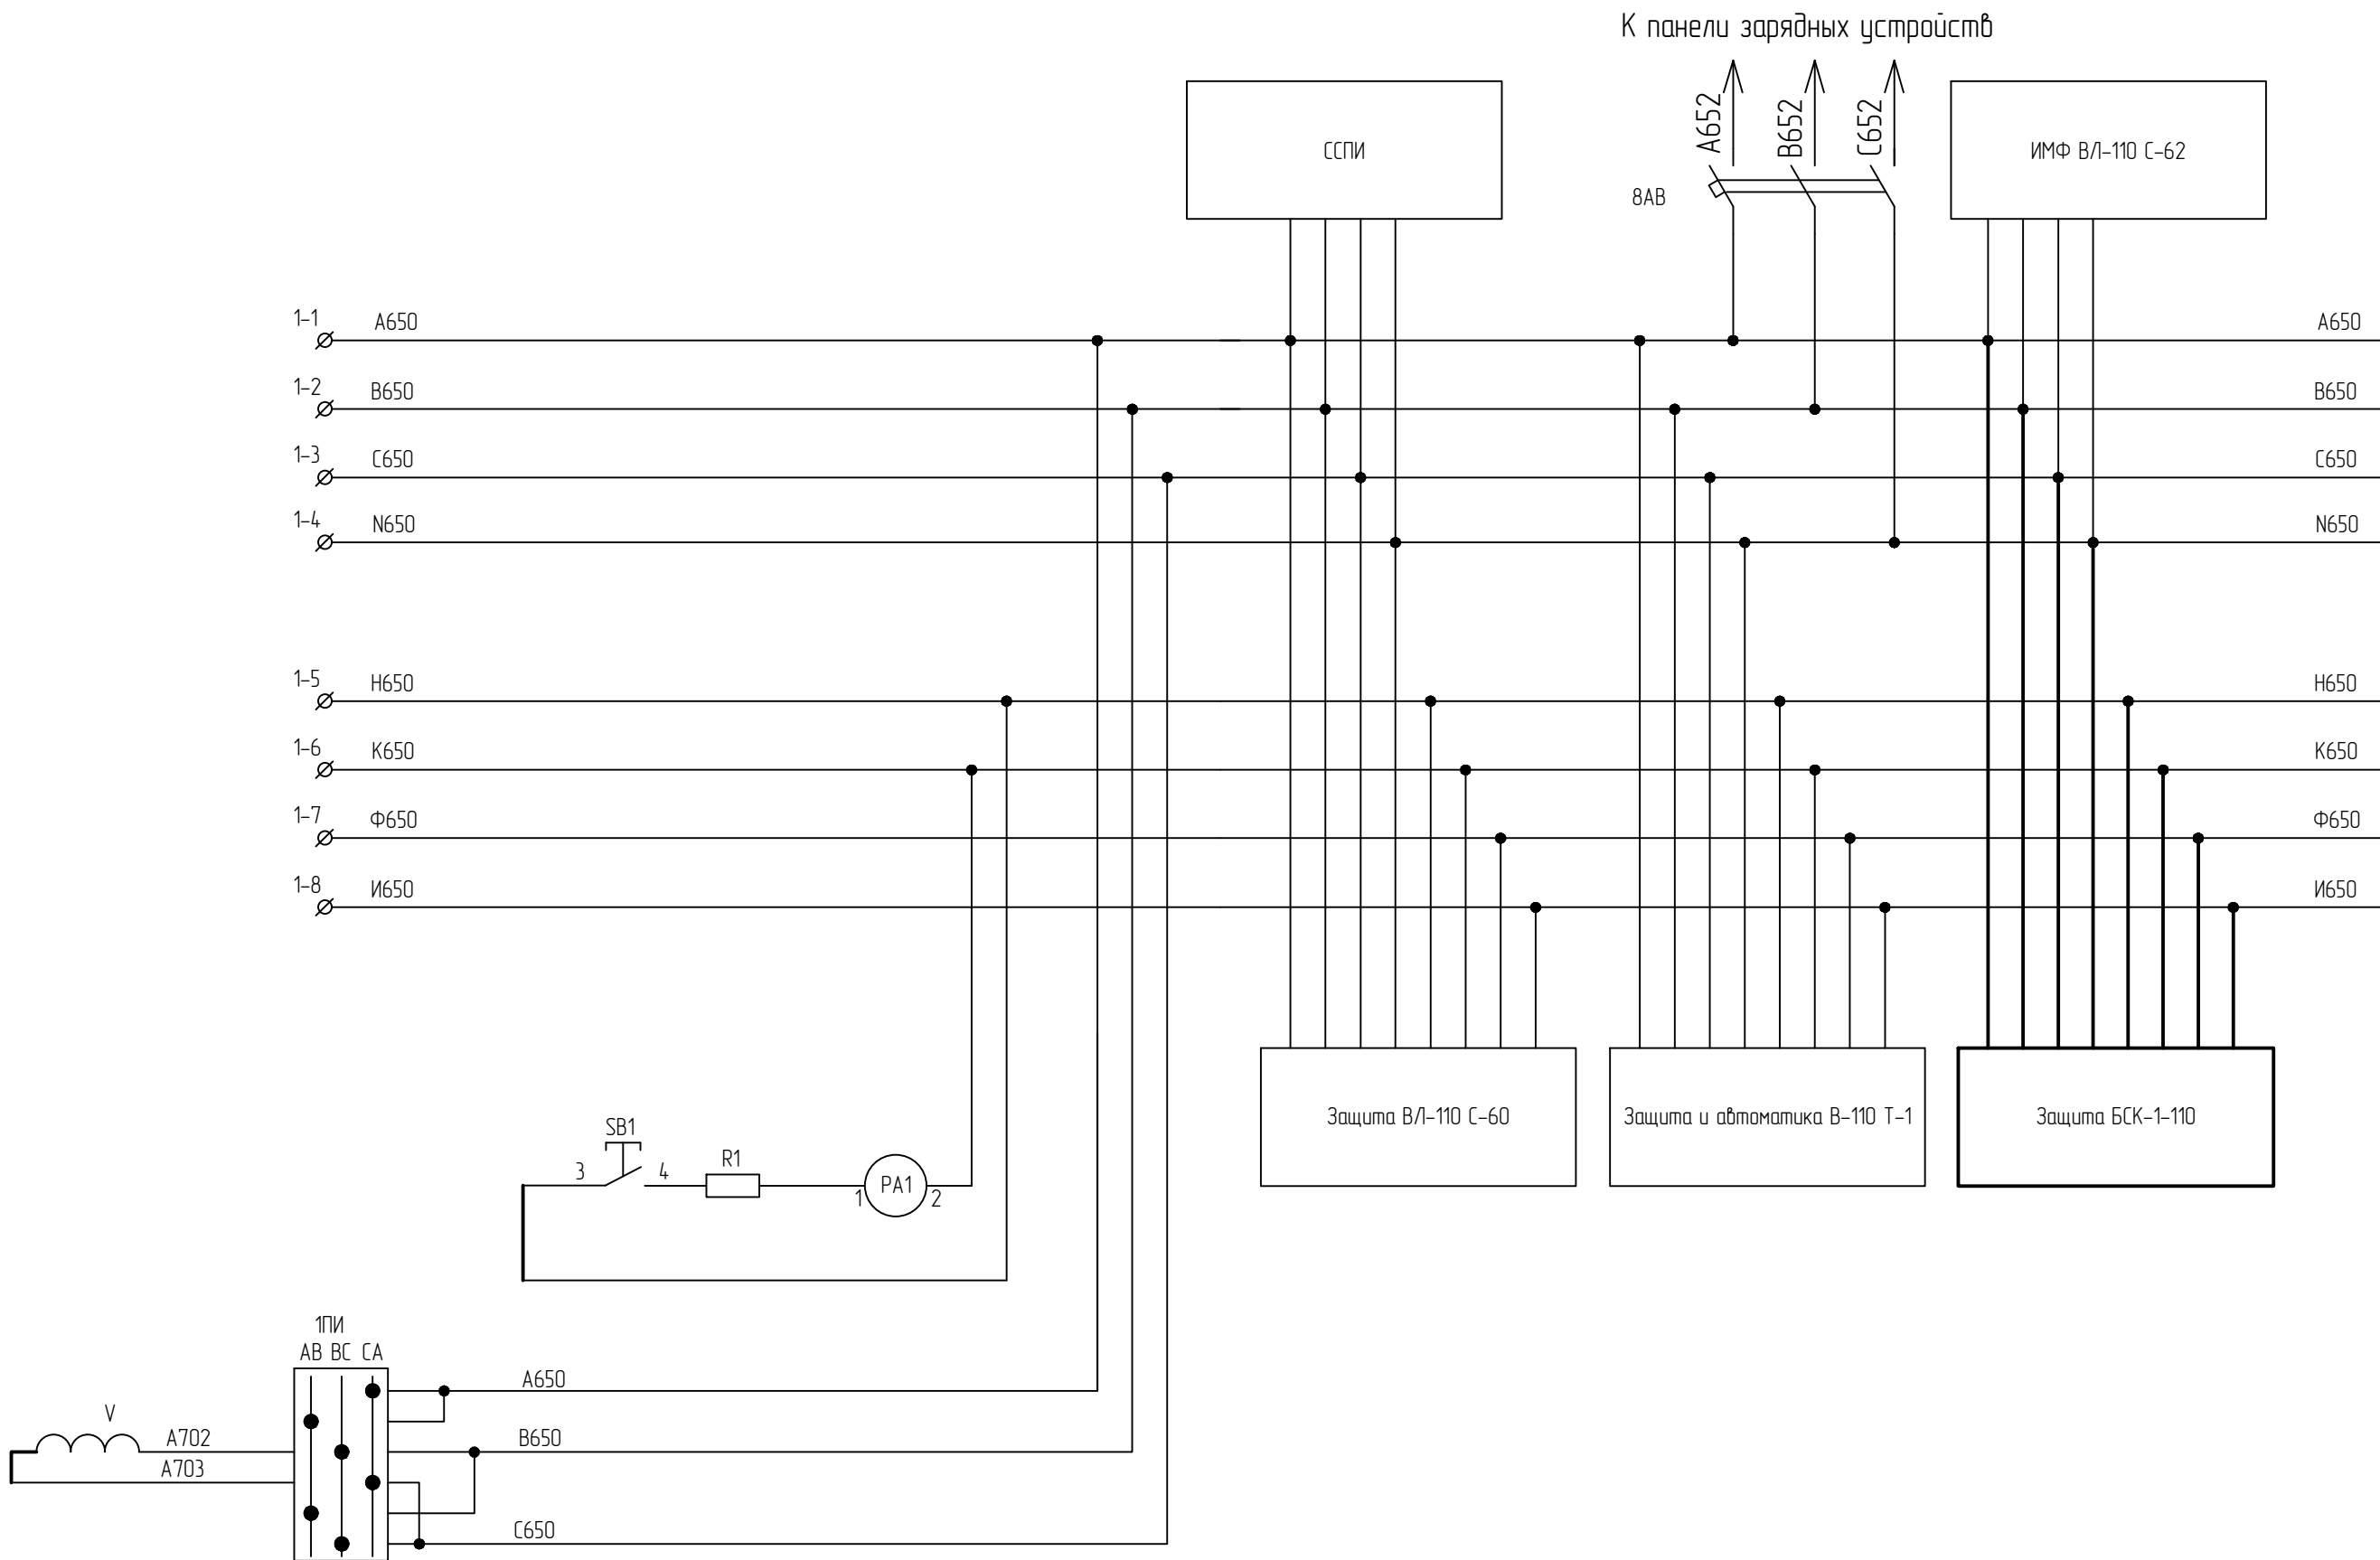 К панели зарядных устройств
А652
В652
С652
ССПИ
ИМФ ВЛ-110 С-62
8АВ
1-1 А650 А650
1-2 В650 В650
1-3 С650 С650
1-4 N650 N650
1-5 Н650 Н650
1-6 К650 К650
1-7 Ф650 Ф650
1-8 И650 И650
Защита ВЛ-110 С-60
Защита и автоматика В-110 Т-1
Защита БСК-1-110
SB1
3 4
R1
1 PA1 2
1ПИ
АВ ВС СА
А650
V
А702
В650
А703
С650